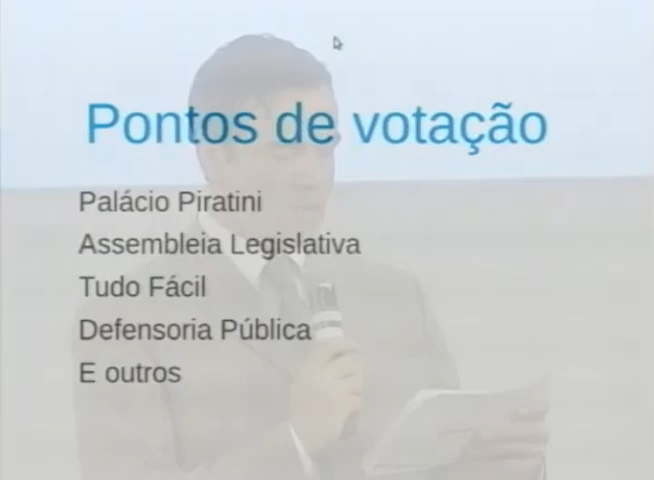 Pontos de votação
Palácio Piratini
Assembleia Legislativa
Tudo Fácil
Defensoria Pública
E outros